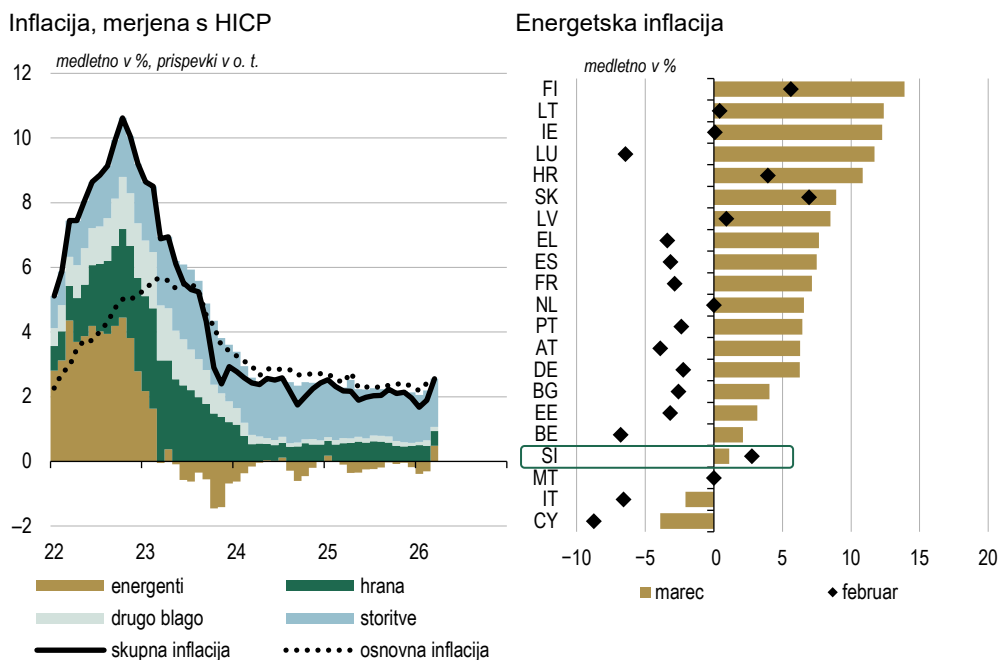 Inflacija, merjena s HICP
medletno v %, prispevki v o. t.
12
10
8
6
4
2
0
–2
22 23 24 25 26
energenti hrana
drugo blago storitve
skupna inflacija osnovna inflacija
Energetska inflacija
medletno v %
FI
LT
IE
LU
HR
SK
LV
EL
ES
FR
NL
PT
AT
DE
BG
EE
BE
SI
MT
IT
CY
–10 –5 0 5 10 15 20
marec februar